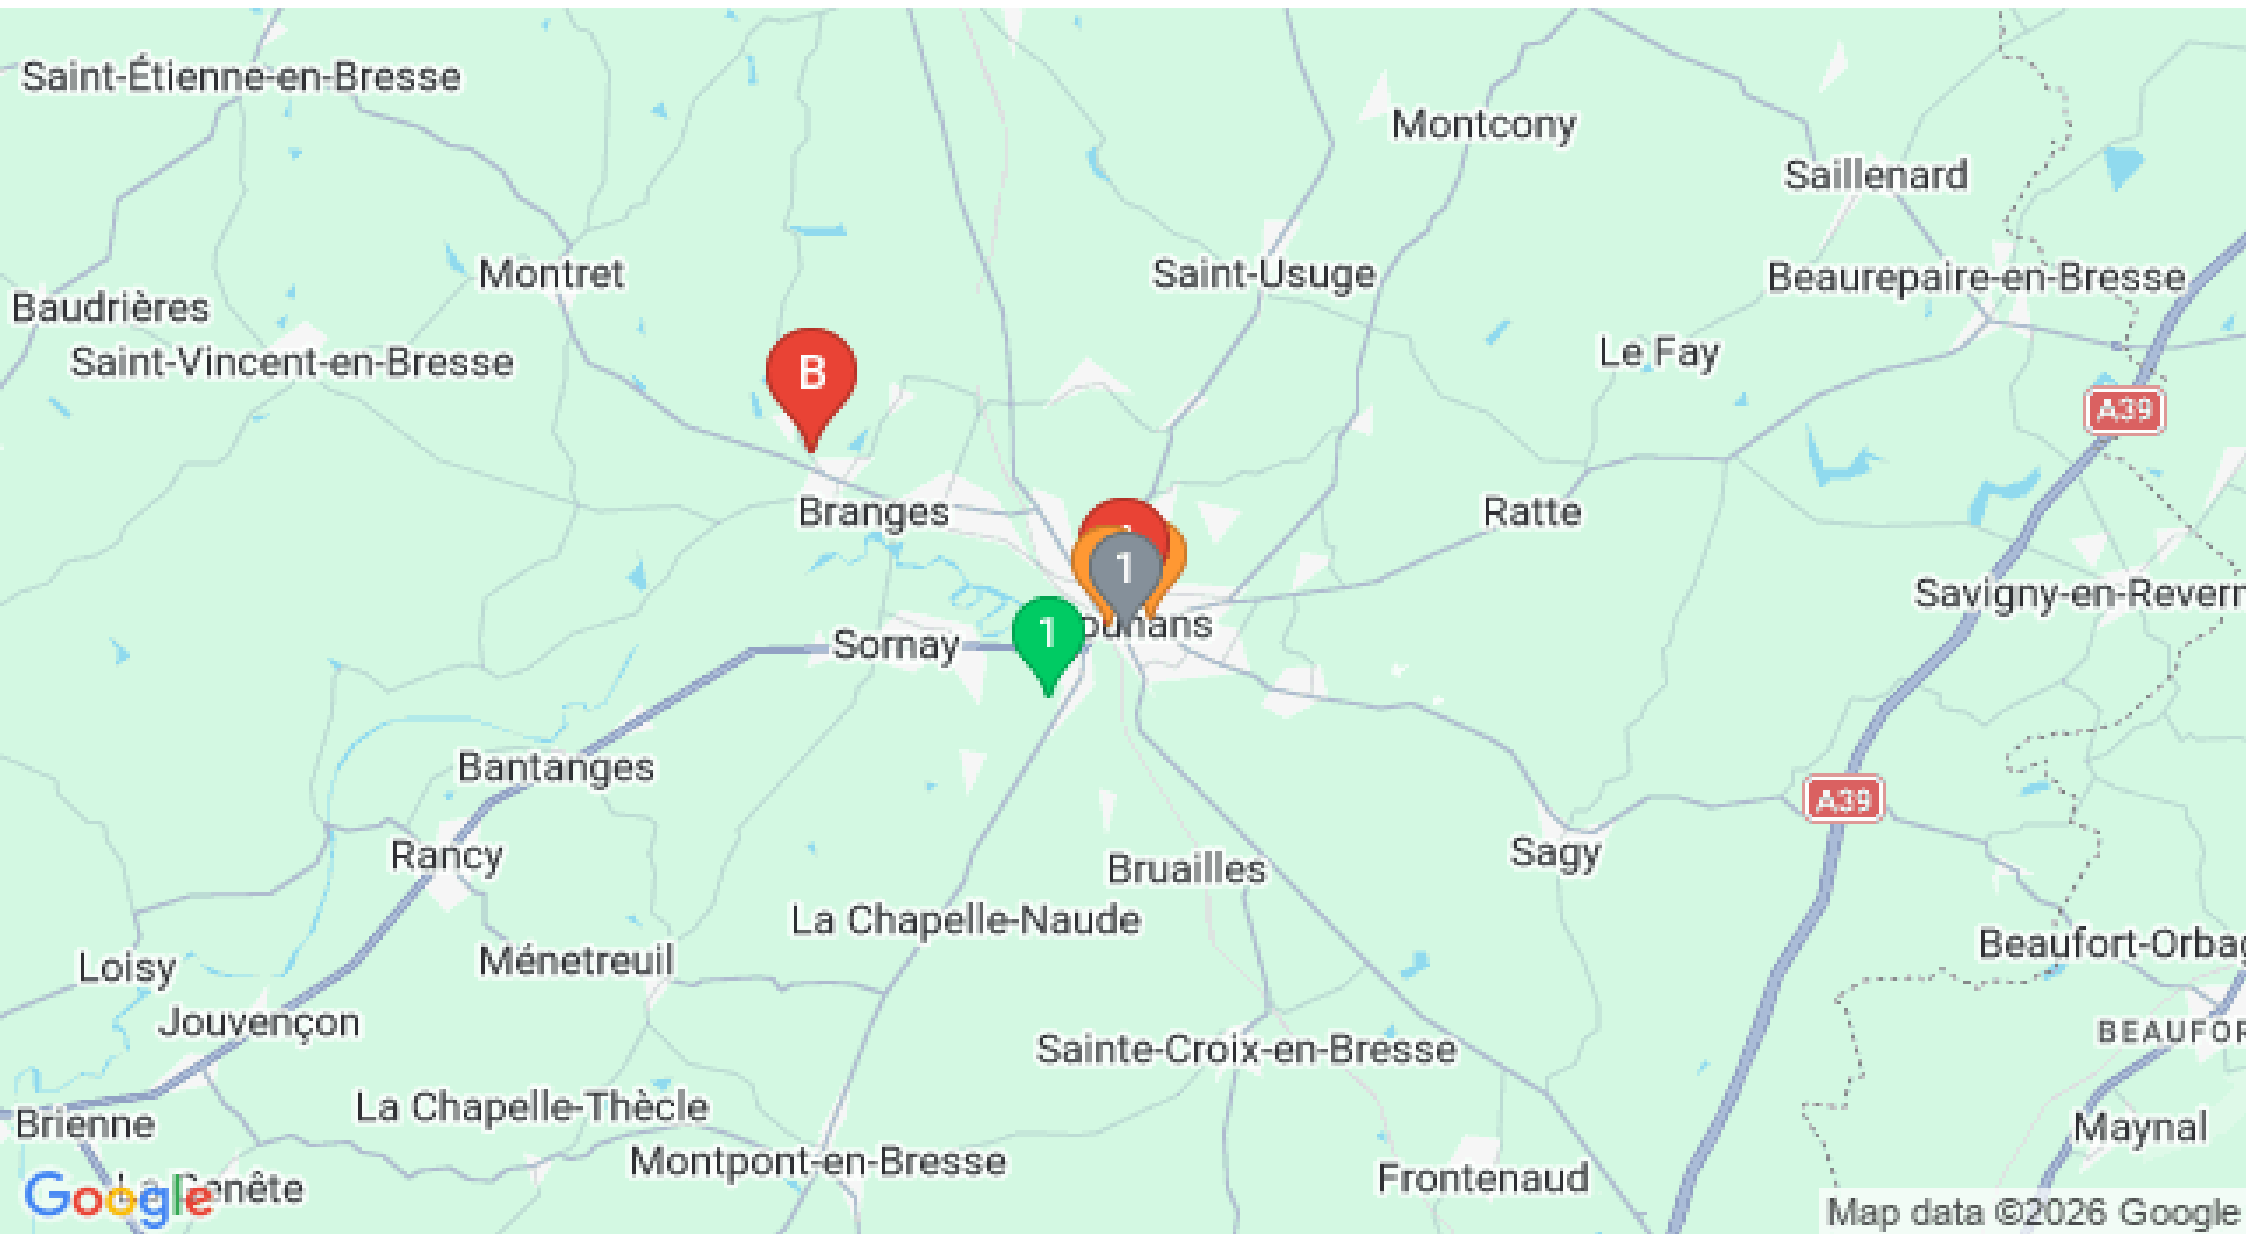 Saint-Étienne-en-Bresse
Montcony
Saillenard
Montret
Saint-Usuge
Beaurepaire-en-Bresse
Baudrières
Saint-Vincent-en-Bresse
Le Fay
B
A39
Branges
Ratte
1
Savigny-en-Rever
1
ouhans
Sornay
Bantanges
A39
Rancy
Sagy
Bruailles
La Chapelle-Naude
Beaufort-Orba
Ménetreuil
Loisy
Jouvençon
BEAUFOR
Sainte-Croix-en-Bresse
La Chapelle-Thècle
Brienne
Maynal
Montpont-en-Bresse
Frontenaud
Google
Map data ©2026 Google